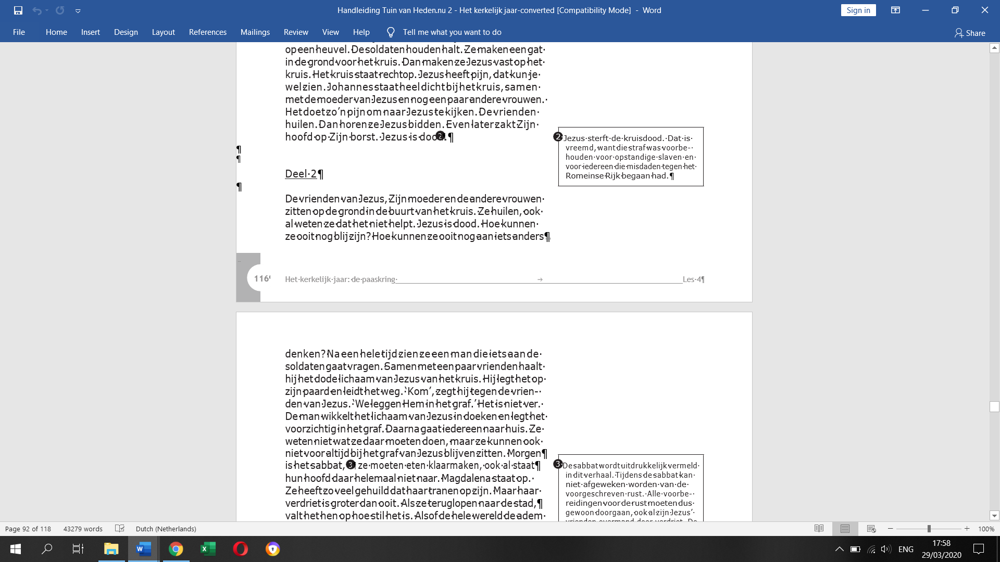 Handleiding Tuin van Heden.nu 2 - Het kerkelijk jaar-converted [Compatibility Mode] - Word
Sign in
File Home Insert Design Layout References Mailings Review View Help Tell me what you want to do Share
op een heuvel. De soldaten houden halt. Ze maken een gat
in de grond voor het kruis. Dan maken ze Jezus vast op het
kruis. Het kruis staat rechtop. Jezus heeft pijn, dat kun je
wel zien. Johannes staat heel dicht bij het kruis, samen
met de moeder van Jezus en nog een paar andere vrouwen.
Het doet zo'n pijn om naar Jezus te kijken. De vrienden
huilen. Dan horen ze Jezus bidden. Even later zakt Zijn
hoofd op Zijn borst. Jezus is dood. 2 ¶
2 Jezus sterft de kruisdood. Dat is
vreemd, want die straf was voorbe-
houden voor opstandige slaven en
voor iedereen die misdaden tegen het
Romeinse Rijk begaan had. ¶
¶
¶
Deel 2¶
¶
De vrienden van Jezus, Zijn moeder en de andere vrouwen
zitten op de grond in de buurt van het kruis. Ze huilen, ook
al weten ze dat het niet helpt. Jezus is dood. Hoe kunnen
ze ooit nog blij zijn? Hoe kunnen ze ooit nog aan iets anders¶
116 Het kerkelijk jaar: de paaskring → Les 4¶
denken? Na een hele tijd zien ze een man die iets aan de
soldaten gaat vragen. Samen met een paar vrienden haalt
hij het dode lichaam van Jezus van het kruis. Hij legt het op
zijn paard en leidt het weg. ‘Kom’, zegt hij tegen de vrien-
den van Jezus. ‘We leggen Hem in het graf.’ Het is niet ver.
De man wikkelt het lichaam van Jezus in doeken en legt het
voorzichtig in het graf. Daarna gaat iedereen naar huis. Ze
weten niet wat ze daar moeten doen, maar ze kunnen ook
niet voor altijd bij het graf van Jezus blijven zitten. Morgen¶
is het sabbat, 3 ze moeten eten klaarmaken, ook al staat¶
hun hoofd daar helemaal niet naar. Magdalena staat op.
Ze heeft zo veel gehuild dat haar tranen op zijn. Maar haar
verdriet is groter dan ooit. Als ze teruglopen naar de stad,¶
valt het hen op hoe stil het is. Alsof de hele wereld de adem
3 De sabbat wordt uitdrukkelijk vermeld
in dit verhaal. Tijdens de sabbat kan
niet afgeweken worden van de
voorgeschreven rust. Alle voorbe-
reidingen voor de rust moeten dus
gewoon doorgaan, ook al zijn Jezus’
vrienden overmand door verdriet. De
Page 92 of 118 43279 words Dutch (Netherlands) 100%
ENG
17:58
29/03/2020